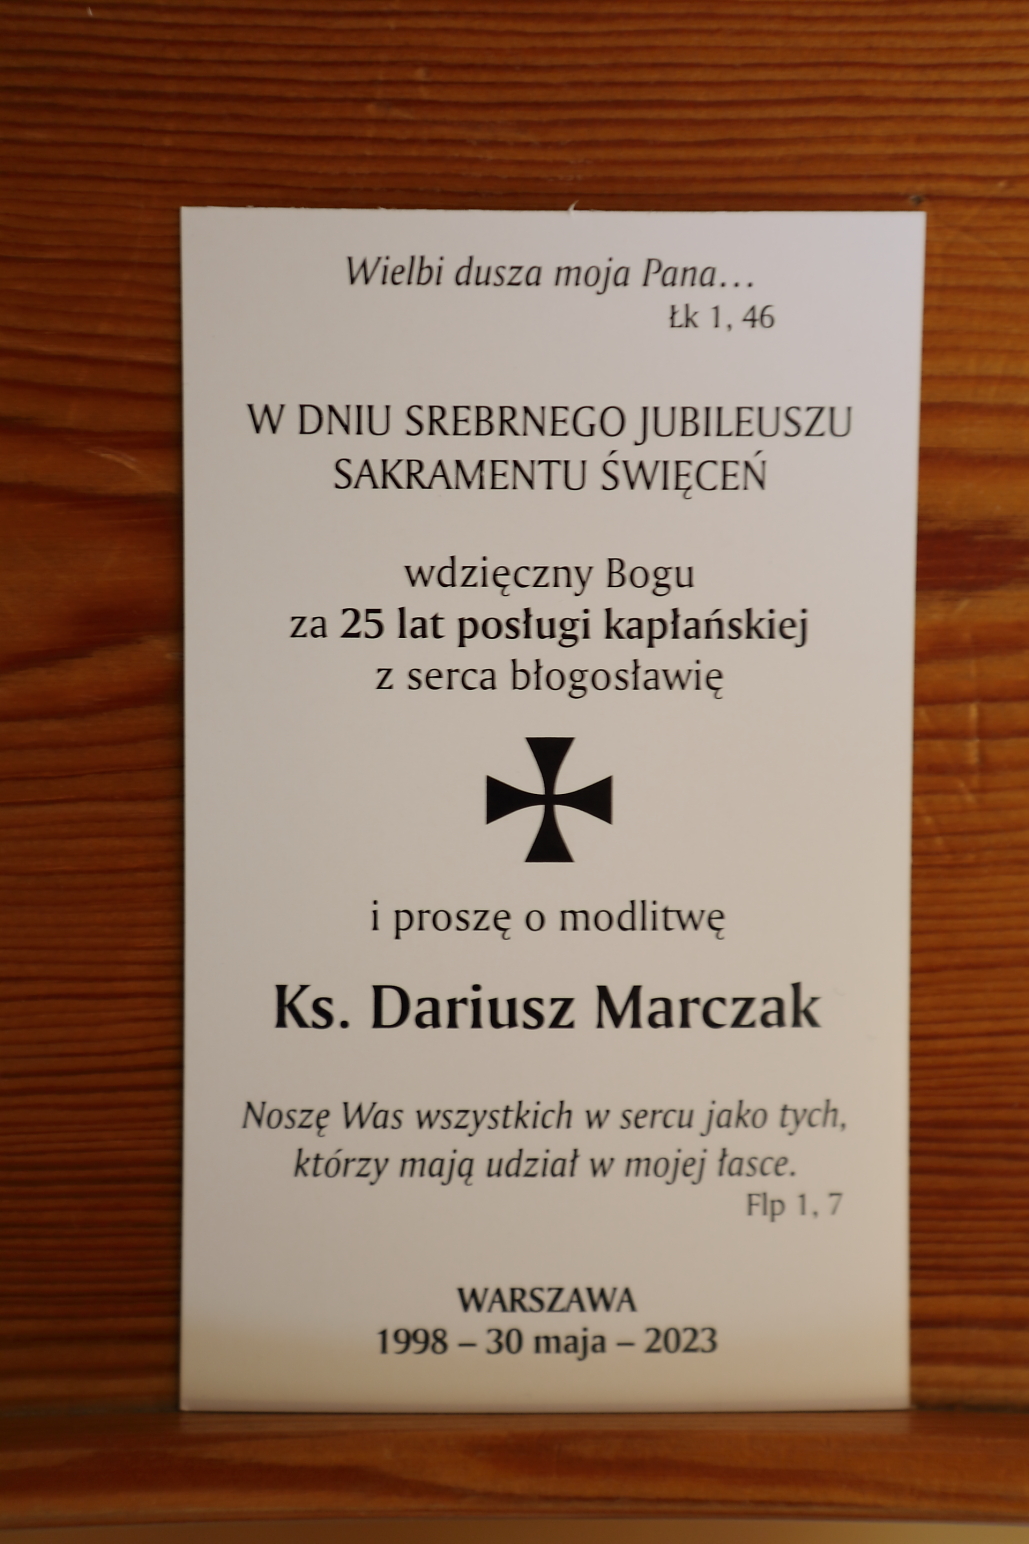 Wielbi dusza moja Pana...
Łk 1, 46
W DNIU SREBRNEGO JUBILEUSZU
SAKRAMENTU ŚWIĘCEŃ
wdzięczny Bogu
za 25 lat posługi kapłańskiej
z serca błogosławię
i proszę o modlitwę
Ks. Dariusz Marczak
Noszę Was wszystkich w sercu jako tych,
którzy mają udział w mojej łasce.
Flp 1, 7
WARSZAWA
1998 – 30 maja – 2023